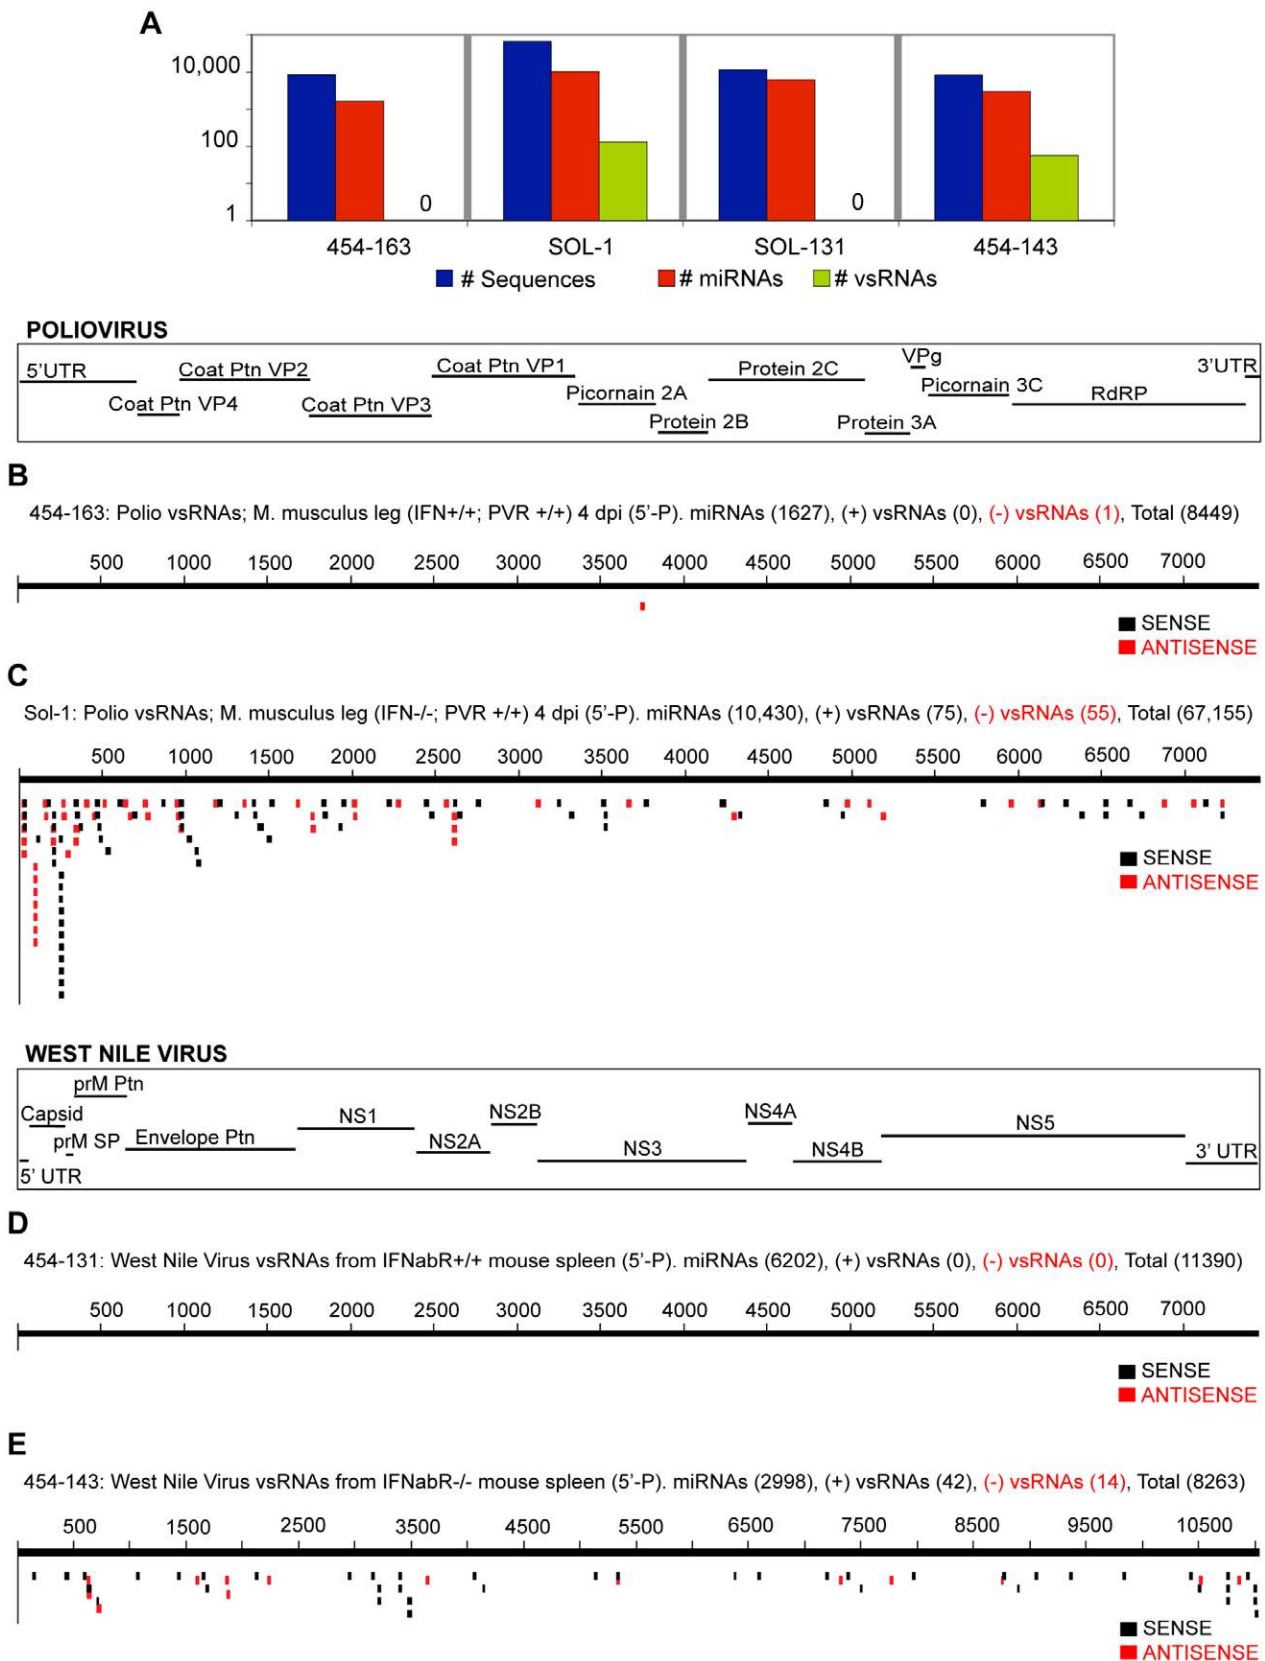 A
10,000
100
1
0
0
454-163 SOL-1 SOL-131 454-143
# Sequences # miRNAs # vsRNAs
POLIOVIRUS
5'UTR Coat Ptn VP2 Coat Ptn VP1 Protein 2C VPg 3'UTR
Coat Ptn VP4 Coat Ptn VP3 Picornain 2A Picornain 3C RdRP
Protein 2B Protein 3A
B
454-163: Polio vsRNAs; M. musculus leg (IFN+/+; PVR +/+) 4 dpi (5'-P). miRNAs (1627), (+) vsRNAs (0), (-) vsRNAs (1), Total (8449)
500 1000 1500 2000 2500 3000 3500 4000 4500 5000 5500 6000 6500 7000
SENSE
ANTISENSE
C
Sol-1: Polio vsRNAs; M. musculus leg (IFN-/-; PVR +/+) 4 dpi (5'-P). miRNAs (10,430), (+) vsRNAs (75), (-) vsRNAs (55), Total (67,155)
500 1000 1500 2000 2500 3000 3500 4000 4500 5000 5500 6000 6500 7000
SENSE
ANTISENSE
WEST NILE VIRUS
prM Ptn
Capsid NS1 NS2B NS4A NS5
prM SP Envelope Ptn NS2A NS3 NS4B 3' UTR
5' UTR
D
454-131: West Nile Virus vsRNAs from IFNabR+/+ mouse spleen (5'-P). miRNAs (6202), (+) vsRNAs (0), (-) vsRNAs (0), Total (11390)
500 1000 1500 2000 2500 3000 3500 4000 4500 5000 5500 6000 6500 7000
SENSE
ANTISENSE
E
454-143: West Nile Virus vsRNAs from IFNabR-/- mouse spleen (5'-P). miRNAs (2998), (+) vsRNAs (42), (-) vsRNAs (14), Total (8263)
500 1500 2500 3500 4500 5500 6500 7500 8500 9500 10500
SENSE
ANTISENSE